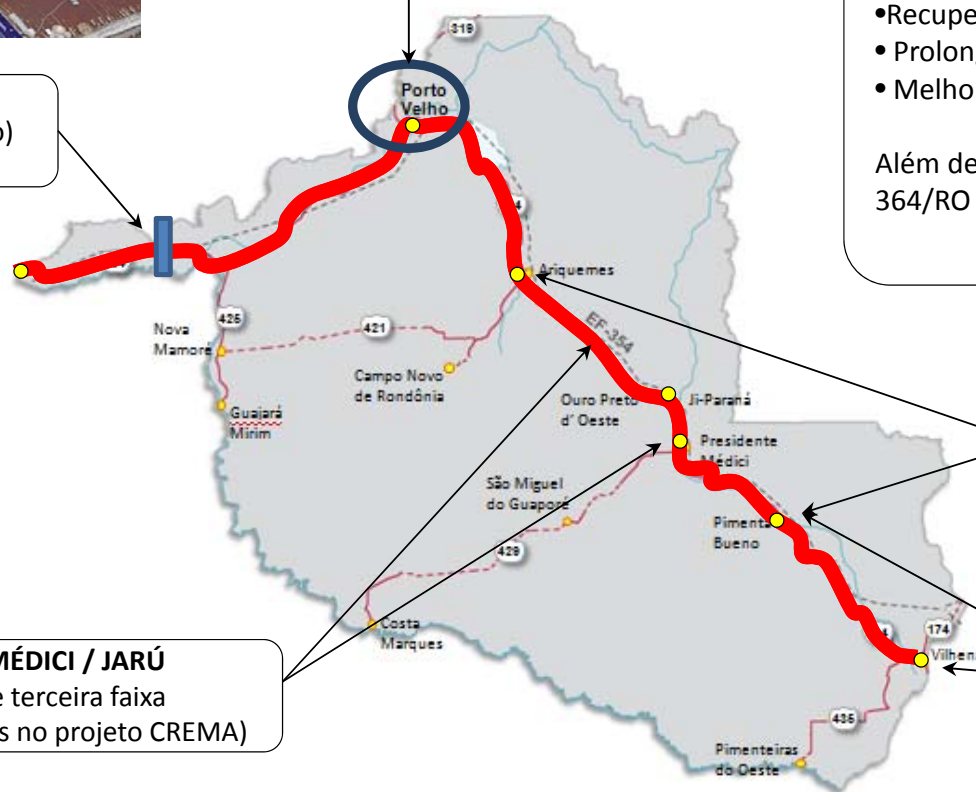 •Recupe
• Prolon
• Melho
Além de
364/RO
o)
319
Porto
Velho
Ariquemes
425
421
Nova
Mamoré
EF-354
Campo Novo
de Rondônia
Guajará
Mirim
Ouro Preto
d' Oeste
Ji-Paraná
Presidente
Médici
São Miguel
do Guaporé
Pimenta
Bueno
429
Costa
Marques
174
Vilhena
MÉDICI / JARÚ
e terceira faixa
s no projeto CREMA)
435
Pimenteiras
do Oeste